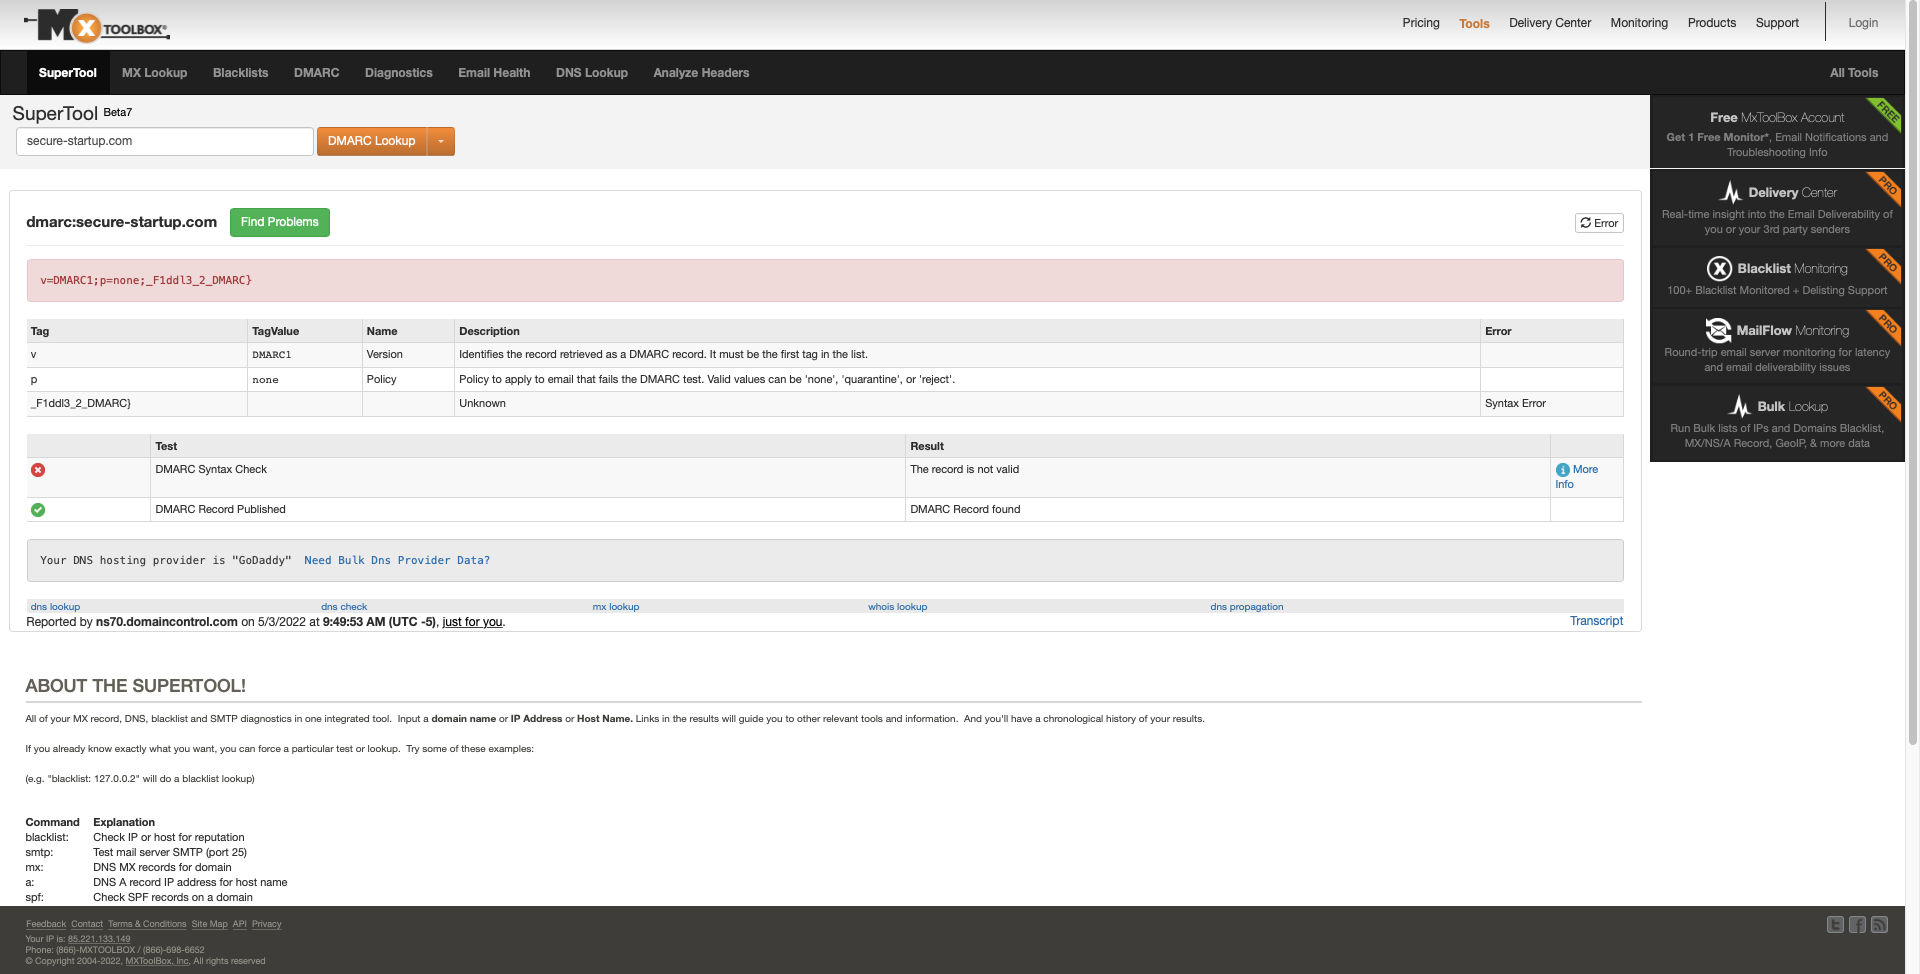 MX TOOLBOX®
Pricing Tools Delivery Center Monitoring Products Support Login
SuperTool MX Lookup Blacklists DMARC Diagnostics Email Health DNS Lookup Analyze Headers All Tools
SuperTool Beta7
secure-startup.com DMARC Lookup
Free MxToolBox Account
FREE
Get 1 Free Monitor*, Email Notifications and
Troubleshooting Info
Delivery Center
PRO
Real-time insight into the Email Deliverability of
you or your 3rd party senders
Blacklist Monitoring
PRO
100+ Blacklist Monitored + Delisting Support
MailFlow Monitoring
PRO
Round-trip email server monitoring for latency
and email deliverability issues
Bulk Lookup
PRO
Run Bulk lists of IPs and Domains Blacklist,
MX/NS/A Record, GeoIP, & more data
dmarc:secure-startup.com Find Problems Error
v=DMARC1;p=none;_F1ddl3_2_DMARC}
Tag TagValue Name Description Error
v DMARC1 Version Identifies the record retrieved as a DMARC record. It must be the first tag in the list.
p none Policy Policy to apply to email that fails the DMARC test. Valid values can be 'none', 'quarantine', or 'reject'.
_F1ddl3_2_DMARC} Unknown Syntax Error
Test Result
DMARC Syntax Check The record is not valid More
Info
DMARC Record Published DMARC Record found
Your DNS hosting provider is "GoDaddy" Need Bulk Dns Provider Data?
dns lookup dns check mx lookup whois lookup dns propagation
Reported by ns70.domaincontrol.com on 5/3/2022 at 9:49:53 AM (UTC -5), just for you. Transcript
ABOUT THE SUPERTOOL!
All of your MX record, DNS, blacklist and SMTP diagnostics in one integrated tool. Input a domain name or IP Address or Host Name. Links in the results will guide you to other relevant tools and information. And you'll have a chronological history of your results.
If you already know exactly what you want, you can force a particular test or lookup. Try some of these examples:
(e.g. "blacklist: 127.0.0.2" will do a blacklist lookup)
Command Explanation
blacklist: Check IP or host for reputation
smtp: Test mail server SMTP (port 25)
mx: DNS MX records for domain
a: DNS A record IP address for host name
spf: Check SPF records on a domain
Feedback Contact Terms & Conditions Site Map API Privacy
Your IP is: 85.221.133.149
Phone: (866)-MXTOOLBOX / (866)-698-6652
© Copyright 2004-2022, MXToolBox, Inc, All rights reserved